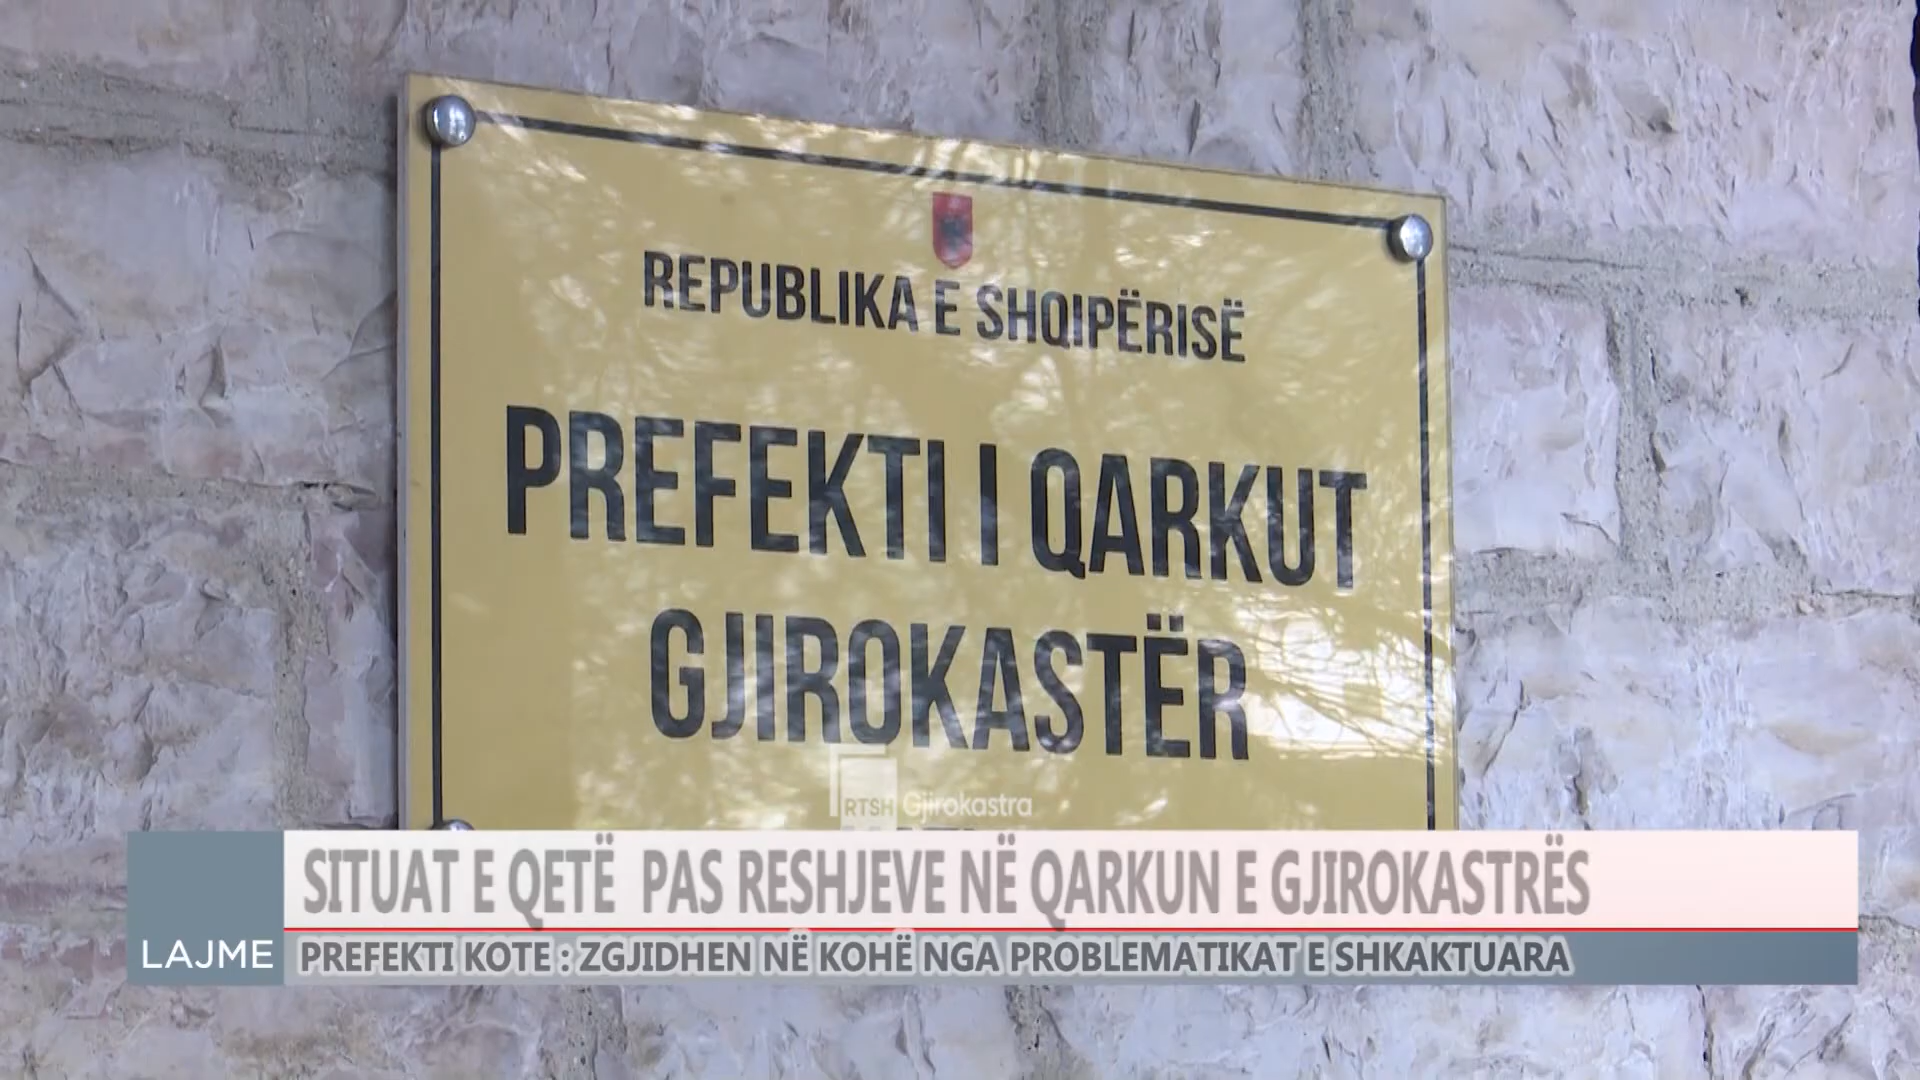 REPUBLIKA E SHQIPËRISË
PREFEKTI I QARKUT
GJIROKASTËR
RTSH Gjirokastra
SITUAT E QETË PAS RESHJEVE NË QARKUN E GJIROKASTRËS
LAJME
PREFEKTI KOTE : ZGJIDHEN NË KOHË NGA PROBLEMATIKAT E SHKAKTUARA